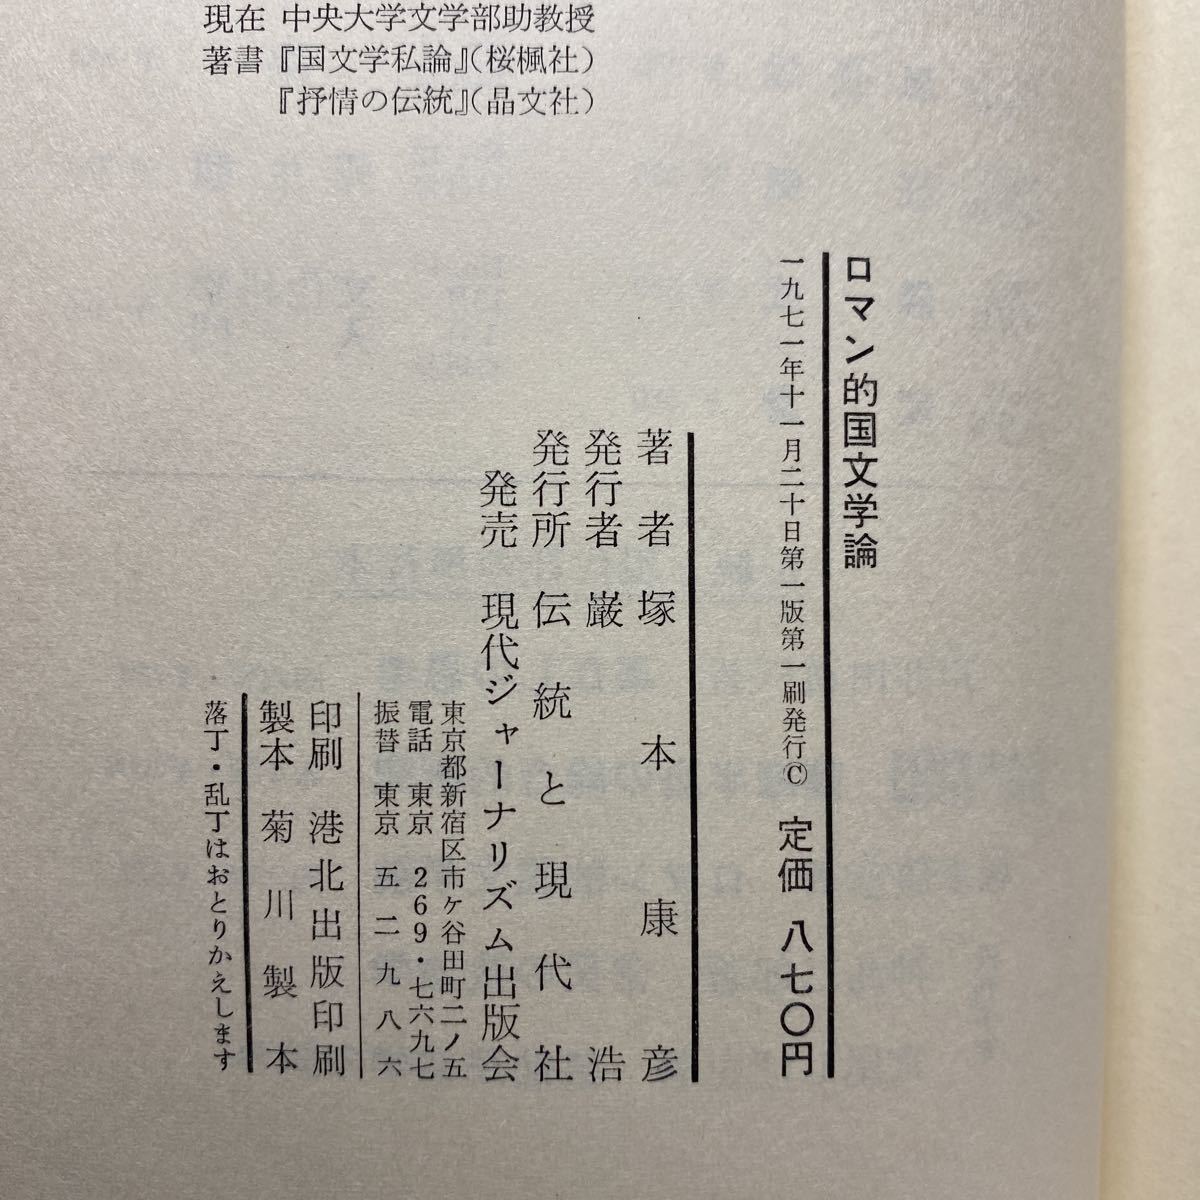 現在 中央大学文学部助教授
著書『国文学私論』(桜楓社)
『抒情の伝統』(晶文社)
ロマン的国文学論
一九七一年十一月二十日第一版第一刷発行© 定価 八七〇円
著者 塚本康彦
発行者 巌浩
発行所 伝統と現代社
発売 現代ジャーナリズム出版会
東京都新宿区市ヶ谷田町二ノ五
電話 東京 269・七六九七
振替 東京 五二九八六
印刷 港北出版印刷
製本 菊川製本
落丁・乱丁はおとりかえします